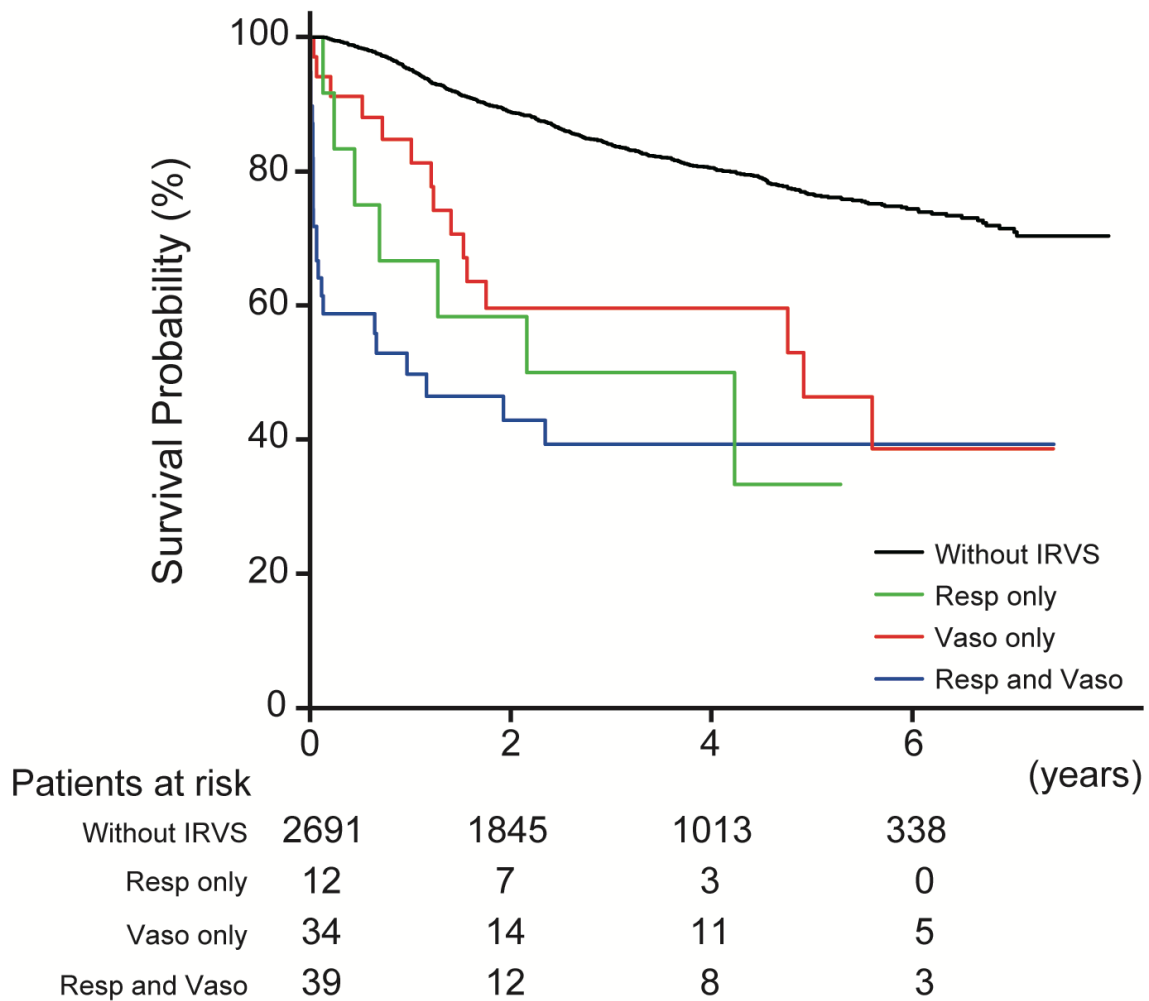 Survival Probability (%)
100
80
60
40
20
0
Without IRVS
Resp only
Vaso only
Resp and Vaso
0 2 4 6
(years)
Patients at risk
Without IRVS 2691 1845 1013 338
Resp only 12 7 3 0
Vaso only 34 14 11 5
Resp and Vaso 39 12 8 3